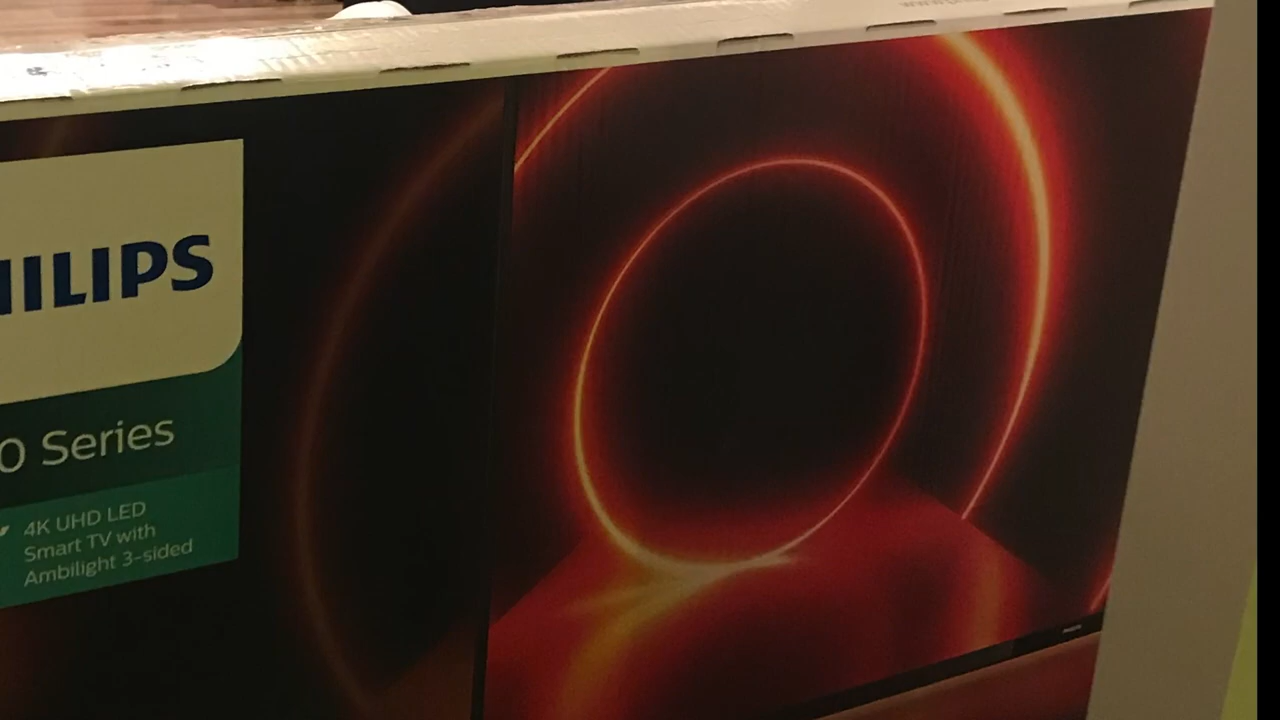 HILIPS
0 Series
4K UHD LED
Smart TV with
Ambilight 3-sided